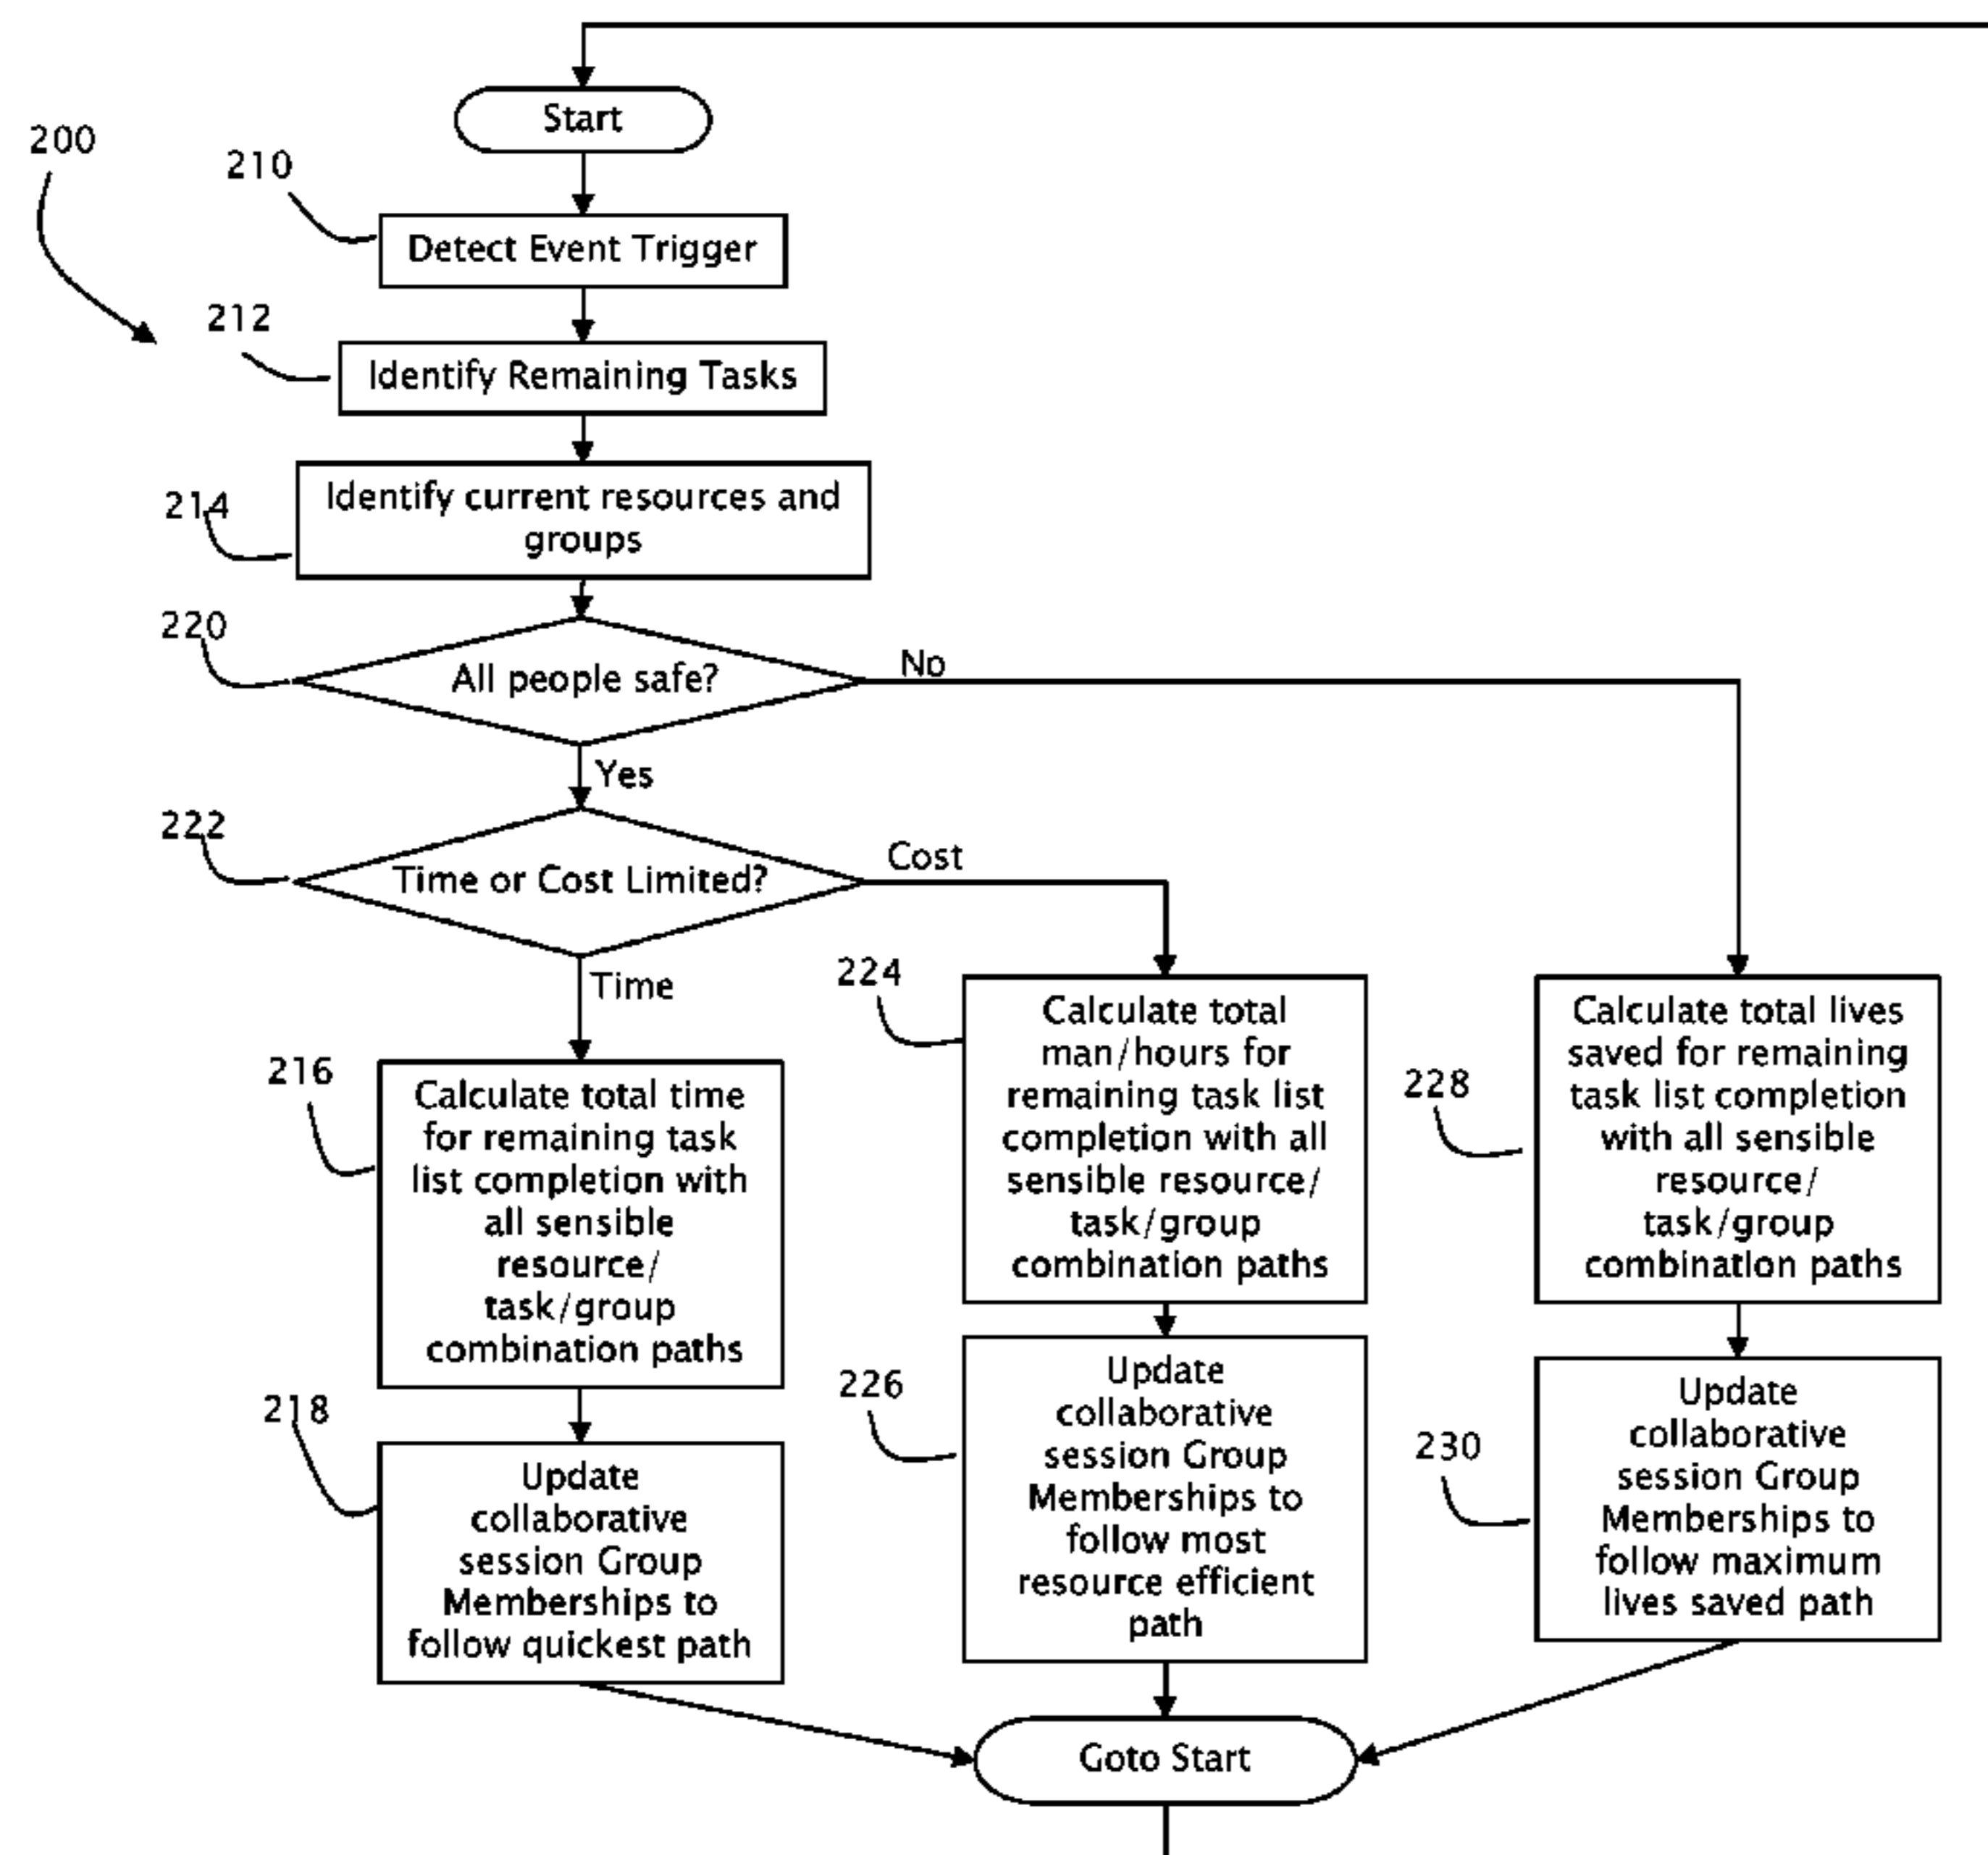 Start
200
210
Detect Event Trigger
212
Identify Remaining Tasks
214
Identify current resources and
groups
220
All people safe?
No
Yes
222
Time or Cost Limited?
Cost
Time
216
Calculate total time
for remaining task
list completion with
all sensible
resource/
task/group
combination paths
224
Calculate total
man/hours for
remaining task list
completion with all
sensible resource/
task/group
combination paths
228
Calculate total lives
saved for remaining
task list completion
with all sensible
resource/
task/group
combination paths
218
Update
collaborative
session Group
Memberships to
follow quickest path
226
Update
collaborative
session Group
Memberships to
follow most
resource efficient
path
230
Update
collaborative
session Group
Memberships to
follow maximum
lives saved path
Goto Start